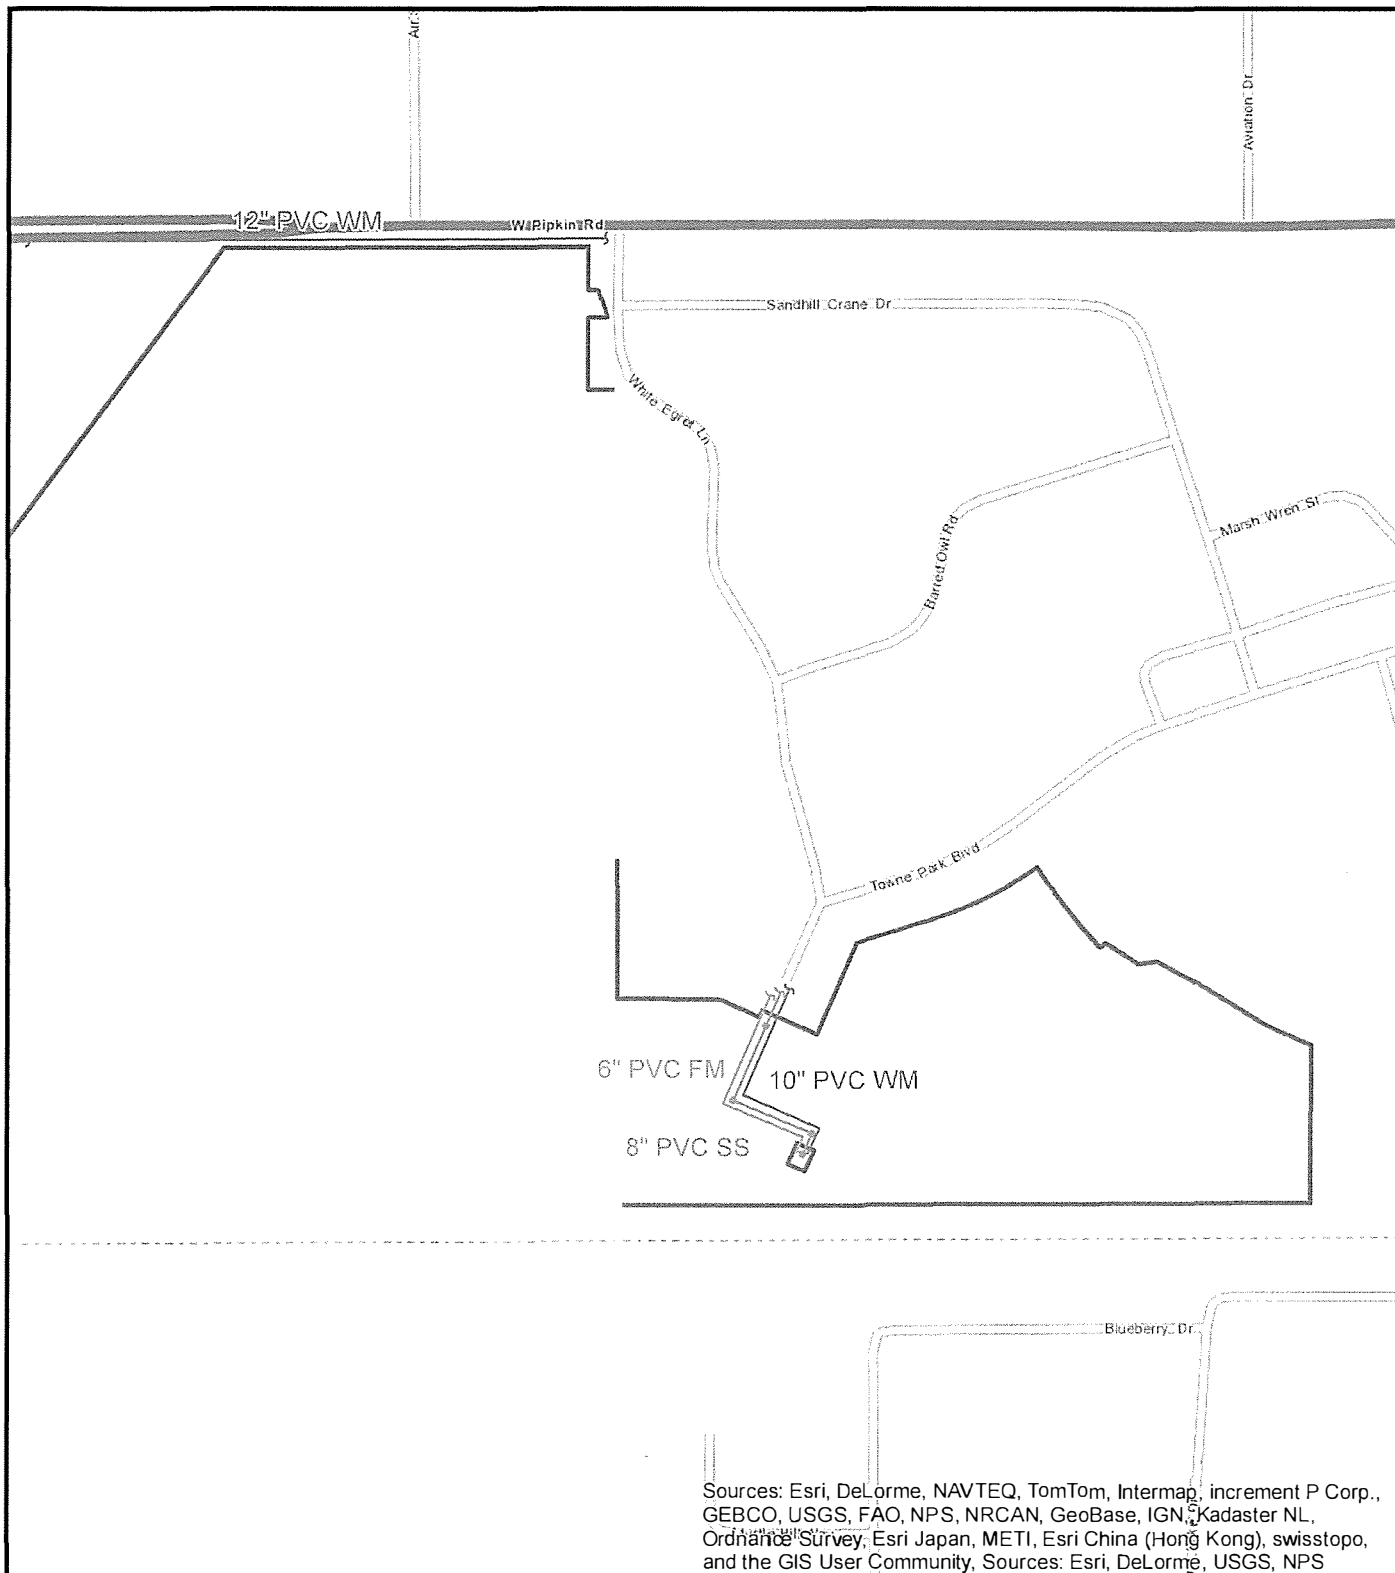 Aviation Dr
12" PVC WM
W Pipkin Rd
Sandhill Crane Dr
White Egret Ln
Marsh Wren St
Barred Owl Rd
Towne Park Blvd
6" PVC FM
10" PVC WM
8" PVC SS
Blueberry Dr
Sources: Esri, DeLorme, NAVTEQ, TomTom, Intermap, increment P Corp.,
GEBCO, USGS, FAO, NPS, NRCAN, GeoBase, IGN, Kadaster NL,
Ordnance Survey, Esri Japan, METI, Esri China (Hong Kong), swisstopo,
and the GIS User Community, Sources: Esri, DeLorme, USGS, NPS